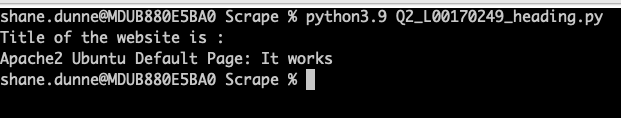 shane.dunne@MDUB880E5BA0 Scrape % python3.9 Q2_L00170249_heading.py
Title of the website is :
Apache2 Ubuntu Default Page: It works
shane.dunne@MDUB880E5BA0 Scrape %